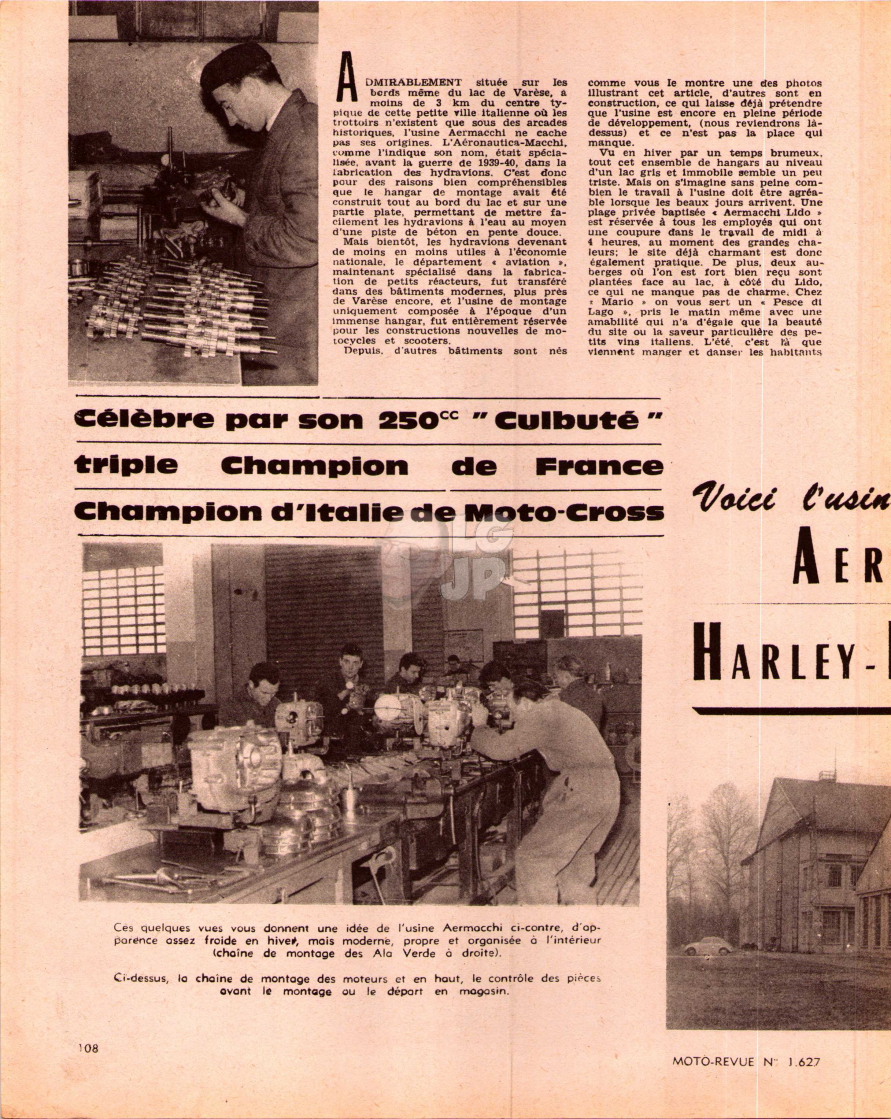 ADMIRABLEMENT située sur les
bords même du lac de Varèse, à
moins de 3 km du centre ty-
pique de cette petite ville italienne où les
trottoirs n'existent que sous des arcades
historiques, l'usine Aermacchi ne cache
pas ses origines. L'Aéronautica-Macchi,
comme l'indique son nom, était spécia-
lisée, avant la guerre de 1939-40, dans la
fabrication des hydravions. C'est donc
pour des raisons bien compréhensibles
que le hangar de montage avait été
construit tout au bord du lac et sur une
partie plate, permettant de mettre fa-
cilement les hydravions à l'eau au moyen
d'une piste de béton en pente douce.
Mais bientôt, les hydravions devenant
de moins en moins utiles à l'économie
nationale, le département « aviation »,
maintenant spécialisé dans la fabrica-
tion de petits réacteurs, fut transféré
dans des bâtiments modernes, plus près
de Varèse encore, et l'usine de montage
uniquement composée à l'époque d'un
immense hangar, fut entièrement réservée
pour les constructions nouvelles de mo-
tocycles et scooters.
Depuis, d'autres bâtiments sont nés
comme vous le montre une des photos
illustrant cet article, d'autres sont en
construction, ce qui laisse déjà prétendre
que l'usine est encore en pleine période
de développement, (nous reviendrons là-
dessus) et ce n'est pas la place qui
manque.
Vu en hiver par un temps brumeux,
tout cet ensemble de hangars au niveau
d'un lac gris et immobile semble un peu
triste. Mais on s'imagine sans peine com-
bien le travail à l'usine doit être agréa-
ble lorsque les beaux jours arrivent. Une
plage privée baptisée « Aermacchi Lido »
est réservée à tous les employés qui ont
une coupure dans le travail de midi à
4 heures, au moment des grandes cha-
leurs; le site déjà charmant est donc
également pratique. De plus, deux au-
berges où l'on est fort bien reçu sont
plantées face au lac, à côté du Lido,
ce qui ne manque pas de charme. Chez
« Mario » on vous sert un « Pesce di
Lago », pris le matin même avec une
amabilité qui n'a d'égale que la beauté
du site ou la saveur particulière des pe-
tits vins italiens. L'été, c'est là que
viennent manger et danser les habitants
Célèbre par son 250cc " Culbuté "
triple Champion de France
Champion d'Italie de Moto-Cross
Voici l'usin
AER
HARLEY-
LG
JP
Ces quelques vues vous donnent une idée de l'usine Aermacchi ci-contre, d'ap-
parence assez froide en hiver, mais moderne, propre et organisée à l'intérieur
(chaîne de montage des Ala Verde à droite).
Ci-dessus, la chaîne de montage des moteurs et en haut, le contrôle des pièces
avant le montage ou le départ en magasin.
108
MOTO-REVUE N° 1.627